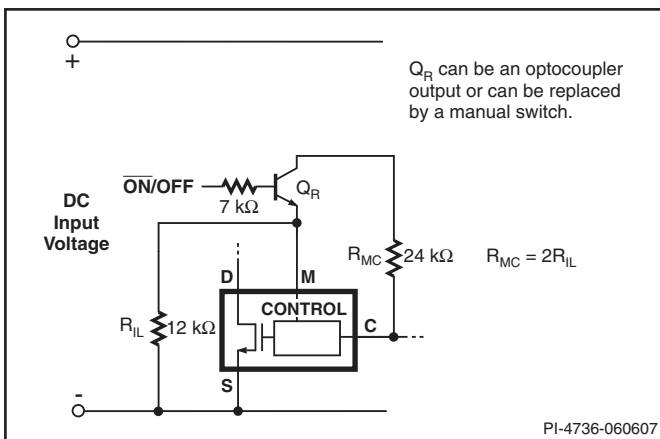 +
Q_R can be an optocoupler
output or can be replaced
by a manual switch.
O̅N̅/OFF
7 kΩ
Q_R
DC
Input
Voltage
R_MC
24 kΩ
R_MC = 2R_IL
D
M
CONTROL
C
R_IL
12 kΩ
S
-
PI-4736-060607